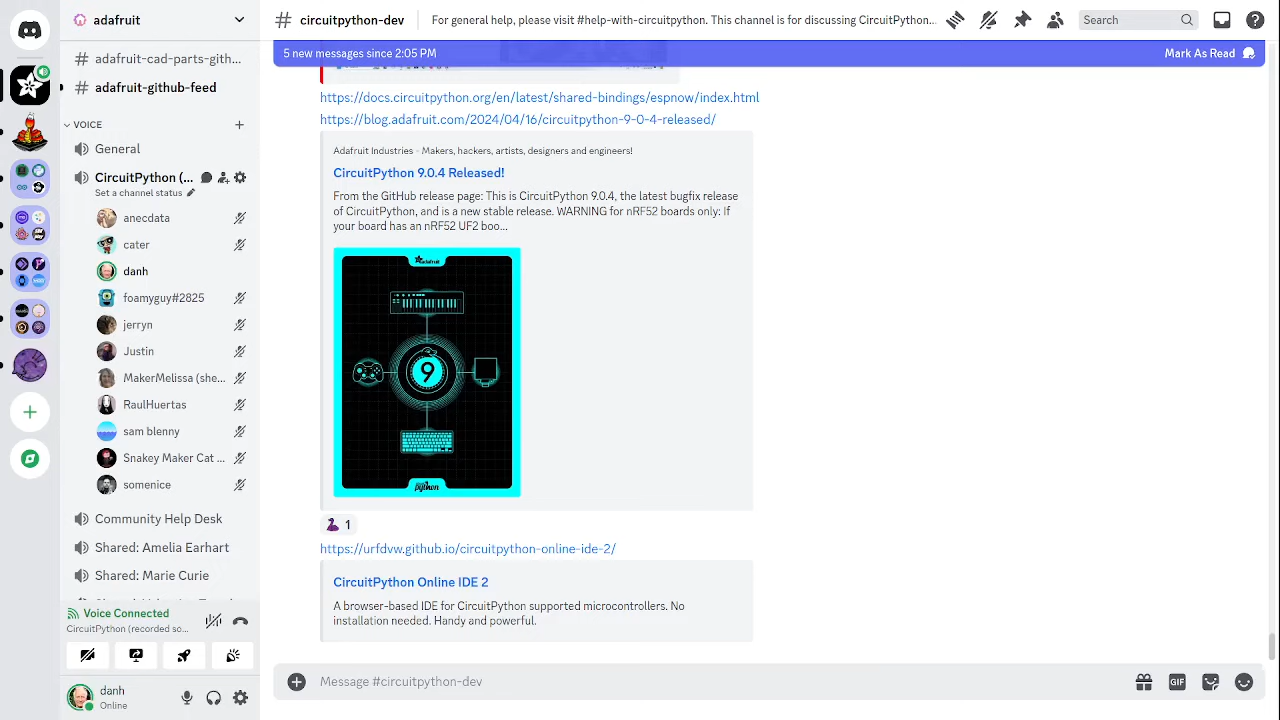 adafruit
# circuitpython-dev
For general help, please visit #help-with-circuitpython. This channel is for discussing CircuitPython...
Search
# adafruit-cad-parts-gith...
# adafruit-github-feed
VOICE
General
CircuitPython (...
Set a channel status
anecdata
cater
danh
foamyguy#2825
jerryn
Justin
MakerMelissa (she...
RaulHuertas
sam blenny
Snakey Maker Cat ...
somenice
Community Help Desk
Shared: Amelia Earhart
Shared: Marie Curie
Voice Connected
CircuitPython (recorded so...
danh
Online
5 new messages since 2:05 PM
Mark As Read
https://docs.circuitpython.org/en/latest/shared-bindings/espnow/index.html
https://blog.adafruit.com/2024/04/16/circuitpython-9-0-4-released/
Adafruit Industries - Makers, hackers, artists, designers and engineers!
CircuitPython 9.0.4 Released!
From the GitHub release page: This is CircuitPython 9.0.4, the latest bugfix release
of CircuitPython, and is a new stable release. WARNING for nRF52 boards only: If
your board has an nRF52 UF2 boo...
adafruit
9
python
1
https://urfdvw.github.io/circuitpython-online-ide-2/
CircuitPython Online IDE 2
A browser-based IDE for CircuitPython supported microcontrollers. No
installation needed. Handy and powerful.
Message #circuitpython-dev
GIF